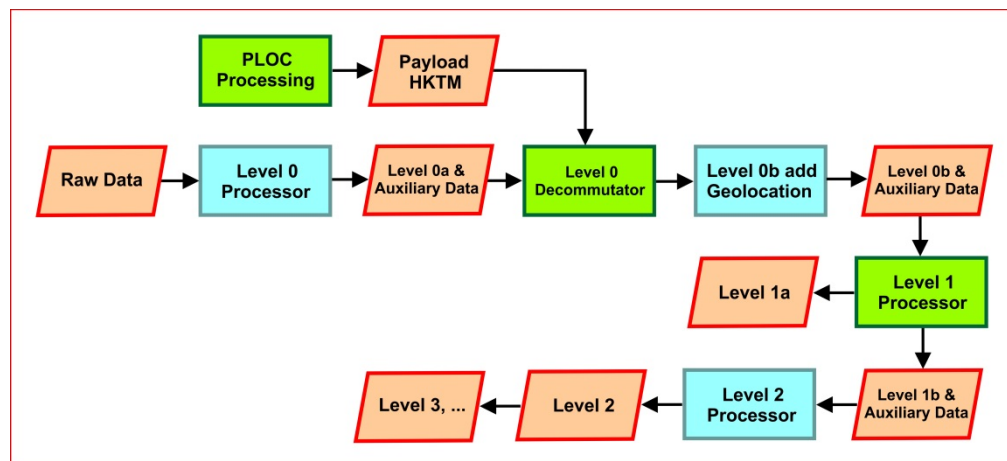 PLOC
Processing
Payload
HKTM
Raw Data
Level 0
Processor
Level 0a &
Auxiliary Data
Level 0
Decommutator
Level 0b add
Geolocation
Level 0b &
Auxiliary Data
Level 1a
Level 1
Processor
Level 3, ...
Level 2
Level 2
Processor
Level 1b &
Auxiliary Data